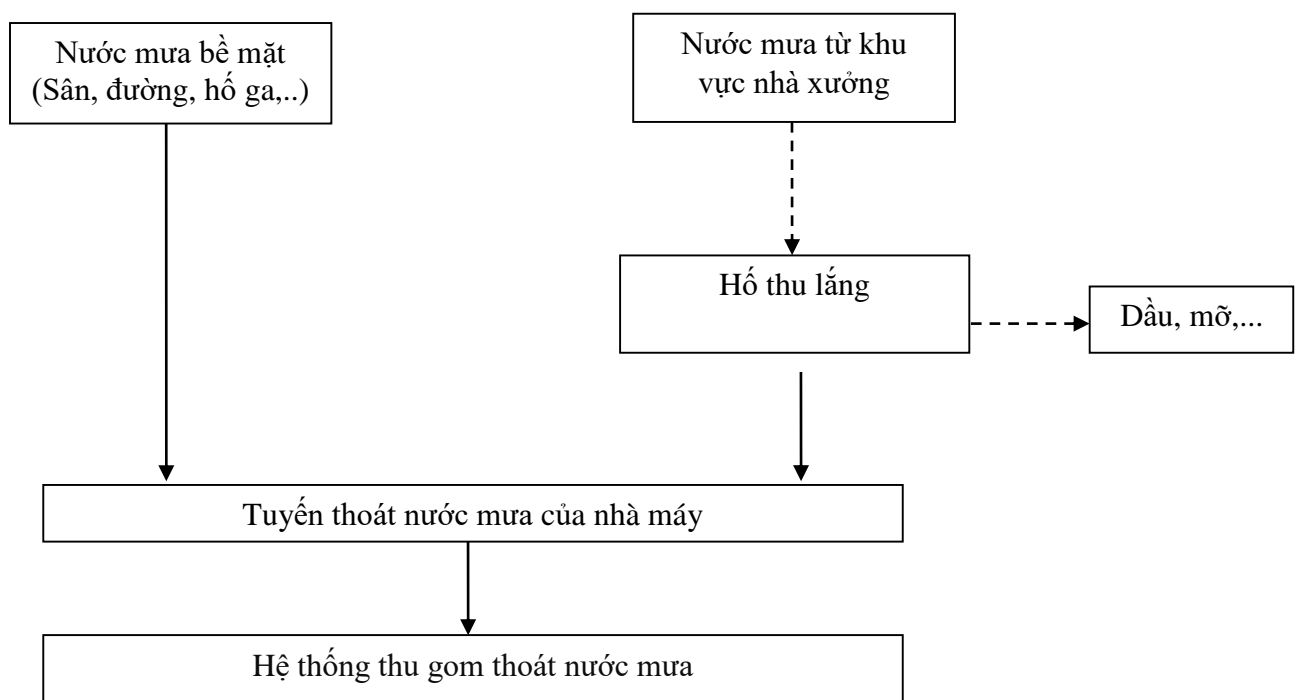 Nước mưa bề mặt
(Sân, đường, hố ga,..)
Nước mưa từ khu
vực nhà xưởng
Hố thu lắng
Dầu, mỡ,...
Tuyến thoát nước mưa của nhà máy
Hệ thống thu gom thoát nước mưa